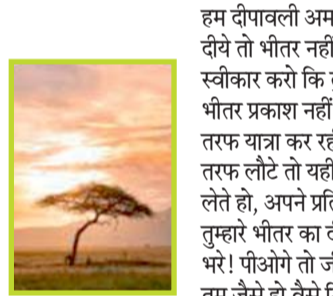 हम दीपावली अम
दीये तो भीतर नहीं
स्वीकार करो कि
भीतर प्रकाश नहीं
तरफ यात्रा कर रह
तरफ लौटे तो यही
लेते हो, अपने प्रति
तुम्हारे भीतर का
भरे! पीओगे तो
तुम जैसे हो वैसे